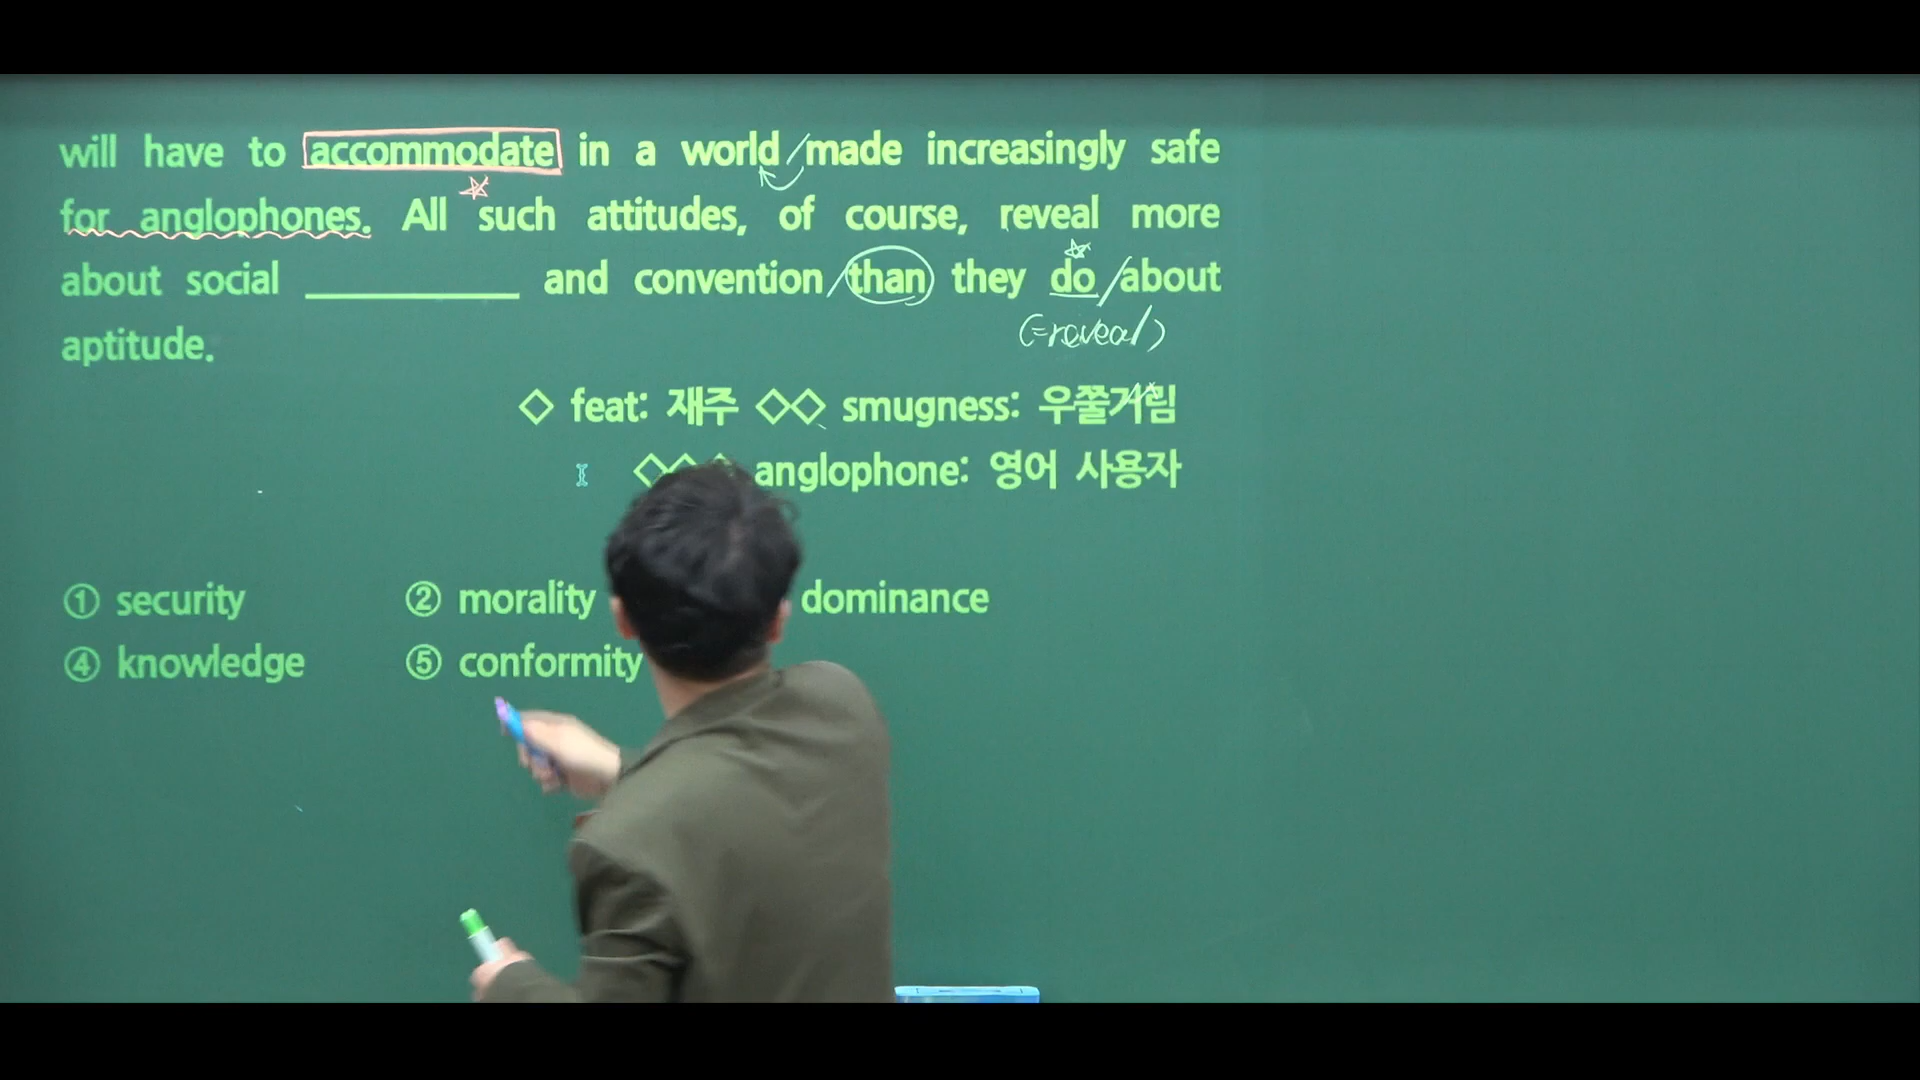 will have to accommodate in a world made increasingly safe
for anglophones. All such attitudes, of course, reveal more
about social __________ and convention than they do about
(=reveal)
aptitude.
◇ feat: 재주 ◇◇ smugness: 우쭐거림
◇◇◇ anglophone: 영어 사용자
① security ② morality dominance
④ knowledge ⑤ conformity